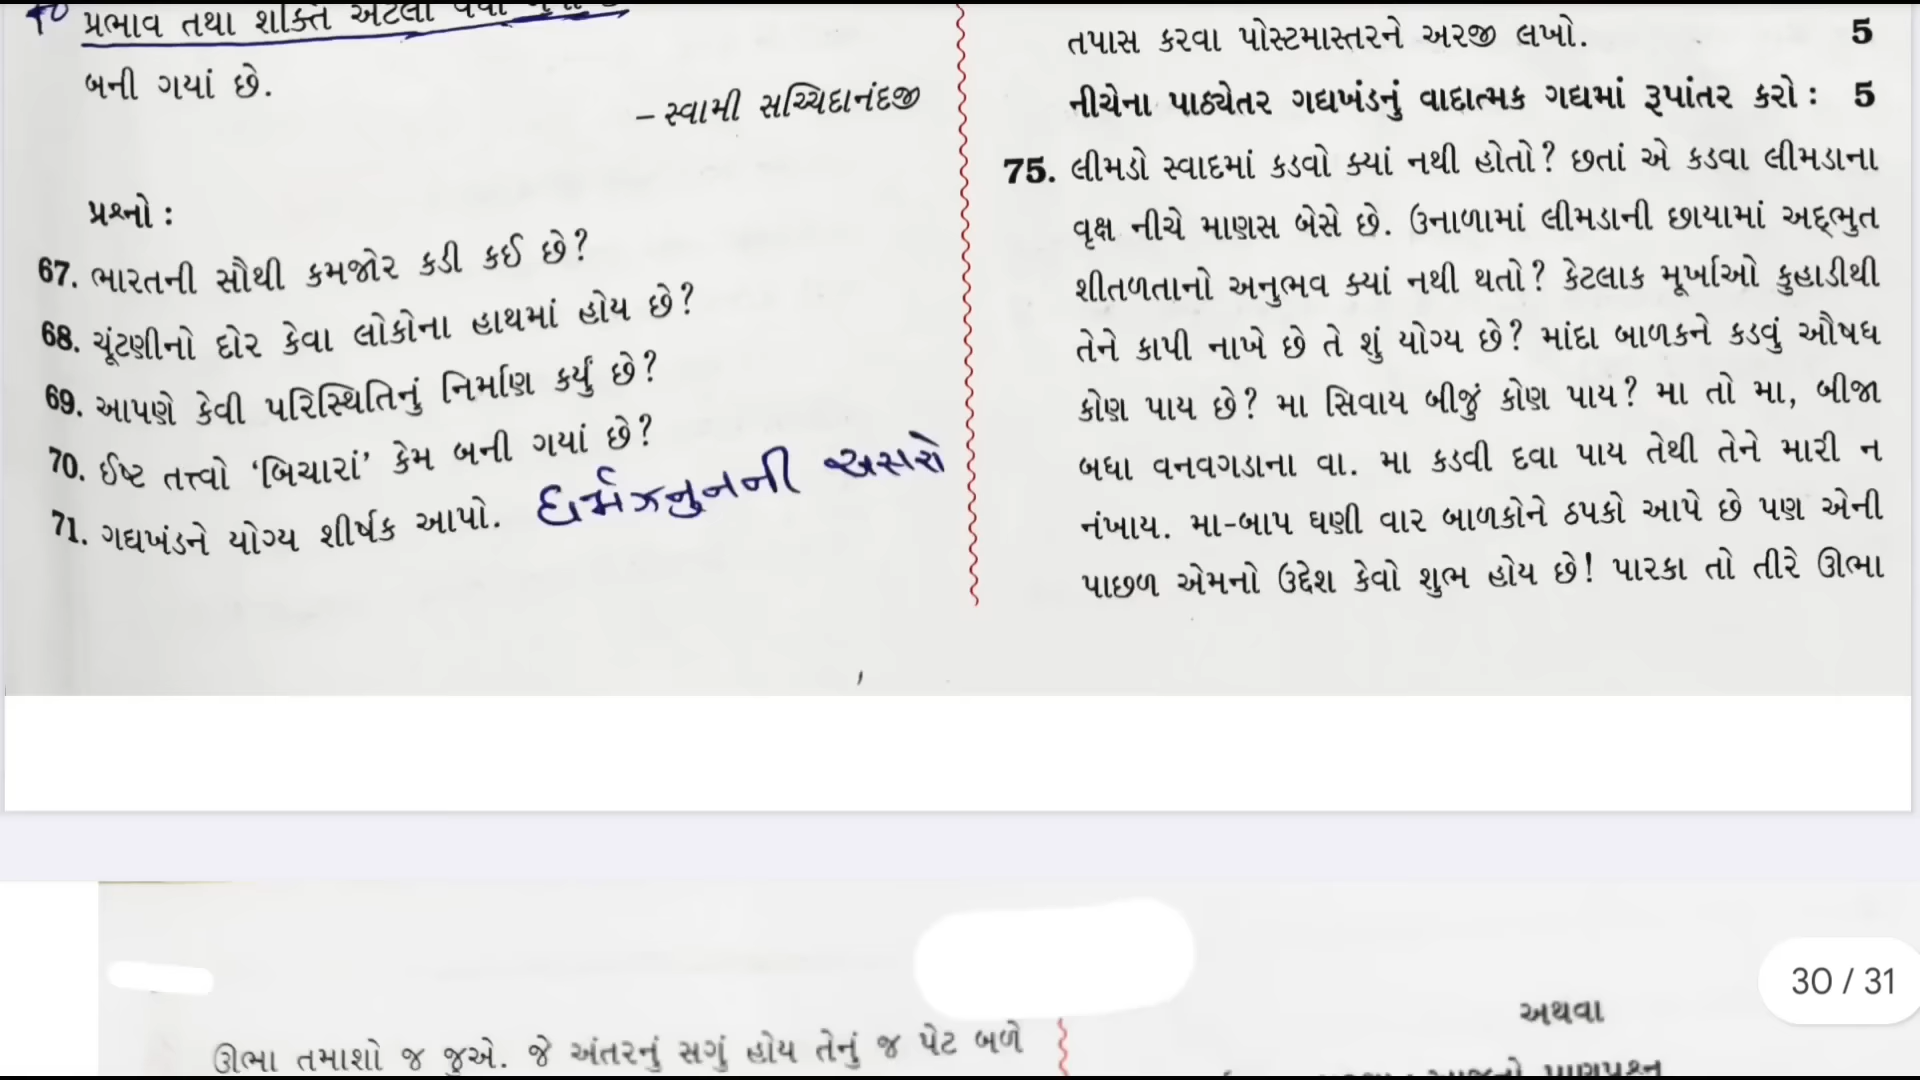 પ્રભાવ તથા શક્તિ એટલા
બની ગયાં છે.
– સ્વામી સચ્ચિદાનંદજી
પ્રશ્નો :
67. ભારતની સૌથી કમજોર કડી કઈ છે?
68. ચૂંટણીનો દોર કેવા લોકોના હાથમાં હોય છે?
69. આપણે કેવી પરિસ્થિતિનું નિર્માણ કર્યું છે?
70. ઈષ્ટ તત્ત્વો ‘બિચારાં’ કેમ બની ગયાં છે?
71. ગદ્યખંડને યોગ્ય શીર્ષક આપો. ધર્મઝનુનની અસરો
તપાસ કરવા પોસ્ટમાસ્તરને અરજી લખો. 5
નીચેના પાઠ્યેતર ગદ્યખંડનું વાદાત્મક ગદ્યમાં રૂપાંતર કરો : 5
75. લીમડો સ્વાદમાં કડવો ક્યાં નથી હોતો? છતાં એ કડવા લીમડાના
વૃક્ષ નીચે માણસ બેસે છે. ઉનાળામાં લીમડાની છાયામાં અદ્ભુત
શીતળતાનો અનુભવ ક્યાં નથી થતો? કેટલાક મૂર્ખાઓ કુહાડીથી
તેને કાપી નાખે છે તે શું યોગ્ય છે? માંદા બાળકને કડવું ઔષધ
કોણ પાય છે? મા સિવાય બીજું કોણ પાય? મા તો મા, બીજા
બધા વનવગડાના વા. મા કડવી દવા પાય તેથી તેને મારી ન
નંખાય. મા-બાપ ઘણી વાર બાળકોને ઠપકો આપે છે પણ એની
પાછળ એમનો ઉદ્દેશ કેવો શુભ હોય છે! પારકા તો તીરે ઊભા
ઊભા તમાશો જ જુએ. જે અંતરનું સગું હોય તેનું જ પેટ બળે
અથવા
30 / 31